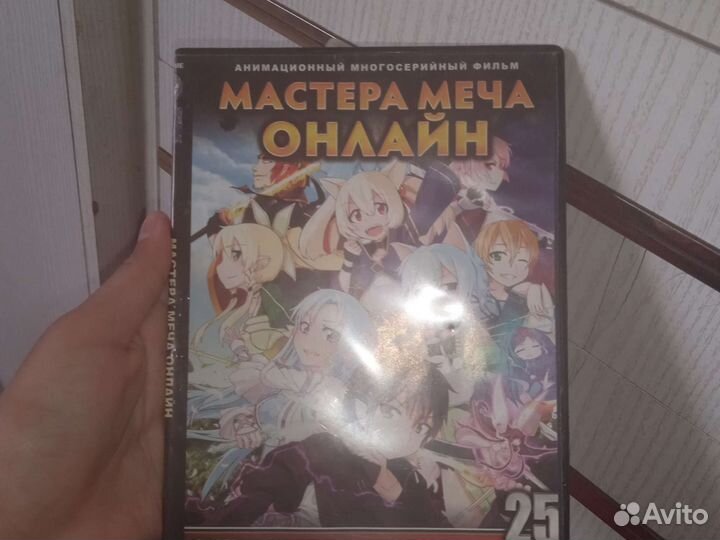 АНИМАЦИОННЫЙ МНОГОСЕРИЙНЫЙ ФИЛЬМ
МАСТЕРА МЕЧА
ОНЛАЙН
МАСТЕРА МЕЧА ОНЛАЙН
25
Avito